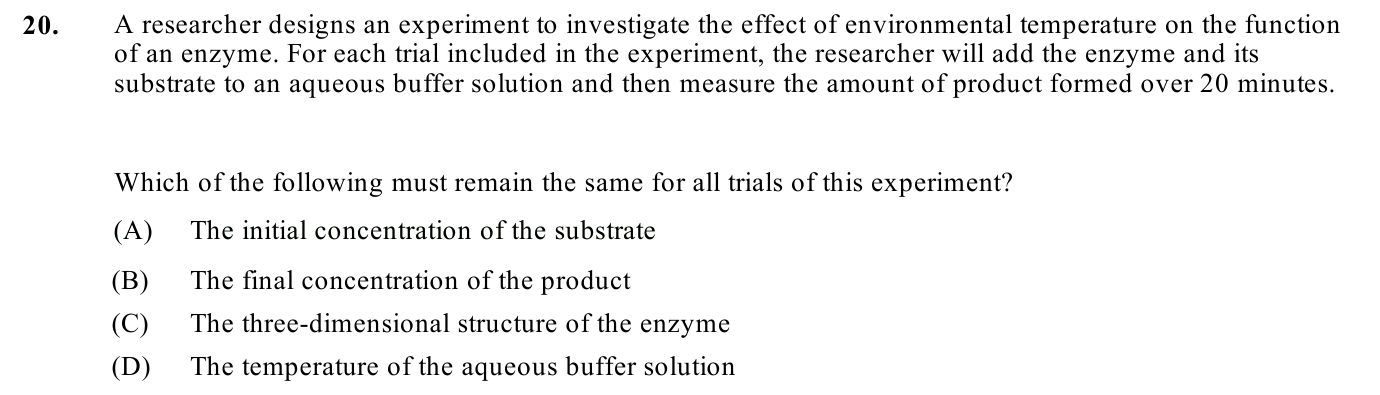 20. A researcher designs an experiment to investigate the effect of environmental temperature on the function
of an enzyme. For each trial included in the experiment, the researcher will add the enzyme and its
substrate to an aqueous buffer solution and then measure the amount of product formed over 20 minutes.
Which of the following must remain the same for all trials of this experiment?
(A) The initial concentration of the substrate
(B) The final concentration of the product
(C) The three-dimensional structure of the enzyme
(D) The temperature of the aqueous buffer solution